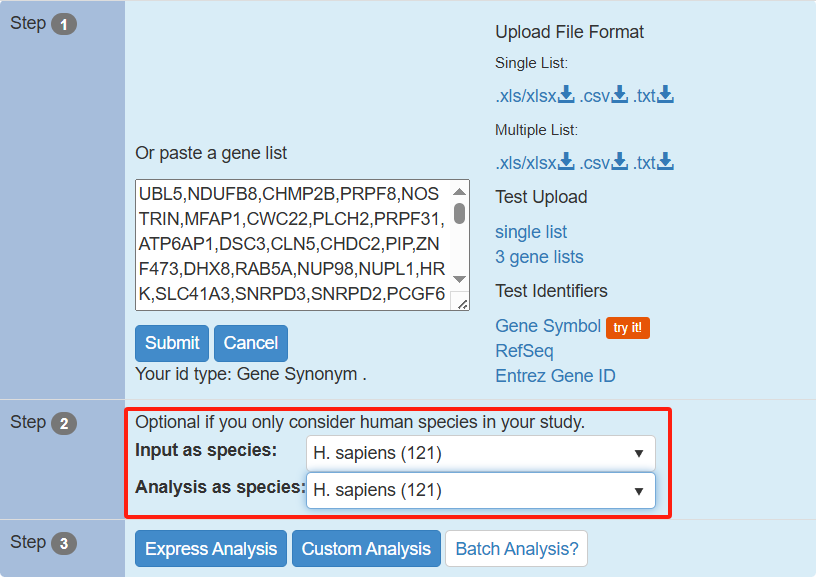 Step 1
Upload File Format
Single List:
.xls/xlsx .csv .txt
Multiple List:
.xls/xlsx .csv .txt
Or paste a gene list
UBL5,NDUFB8,CHMP2B,PRPF8,NOS
TRIN,MFAP1,CWC22,PLCH2,PRPF31,
ATP6AP1,DSC3,CLN5,CHDC2,PIP,ZN
F473,DHX8,RAB5A,NUP98,NUPL1,HR
K,SLC41A3,SNRPD3,SNRPD2,PCGF6
Test Upload
single list
3 gene lists
Test Identifiers
Gene Symbol try it!
RefSeq
Entrez Gene ID
Submit Cancel
Your id type: Gene Synonym .
Step 2
Optional if you only consider human species in your study.
Input as species: H. sapiens (121)
Analysis as species: H. sapiens (121)
Step 3
Express Analysis Custom Analysis Batch Analysis?